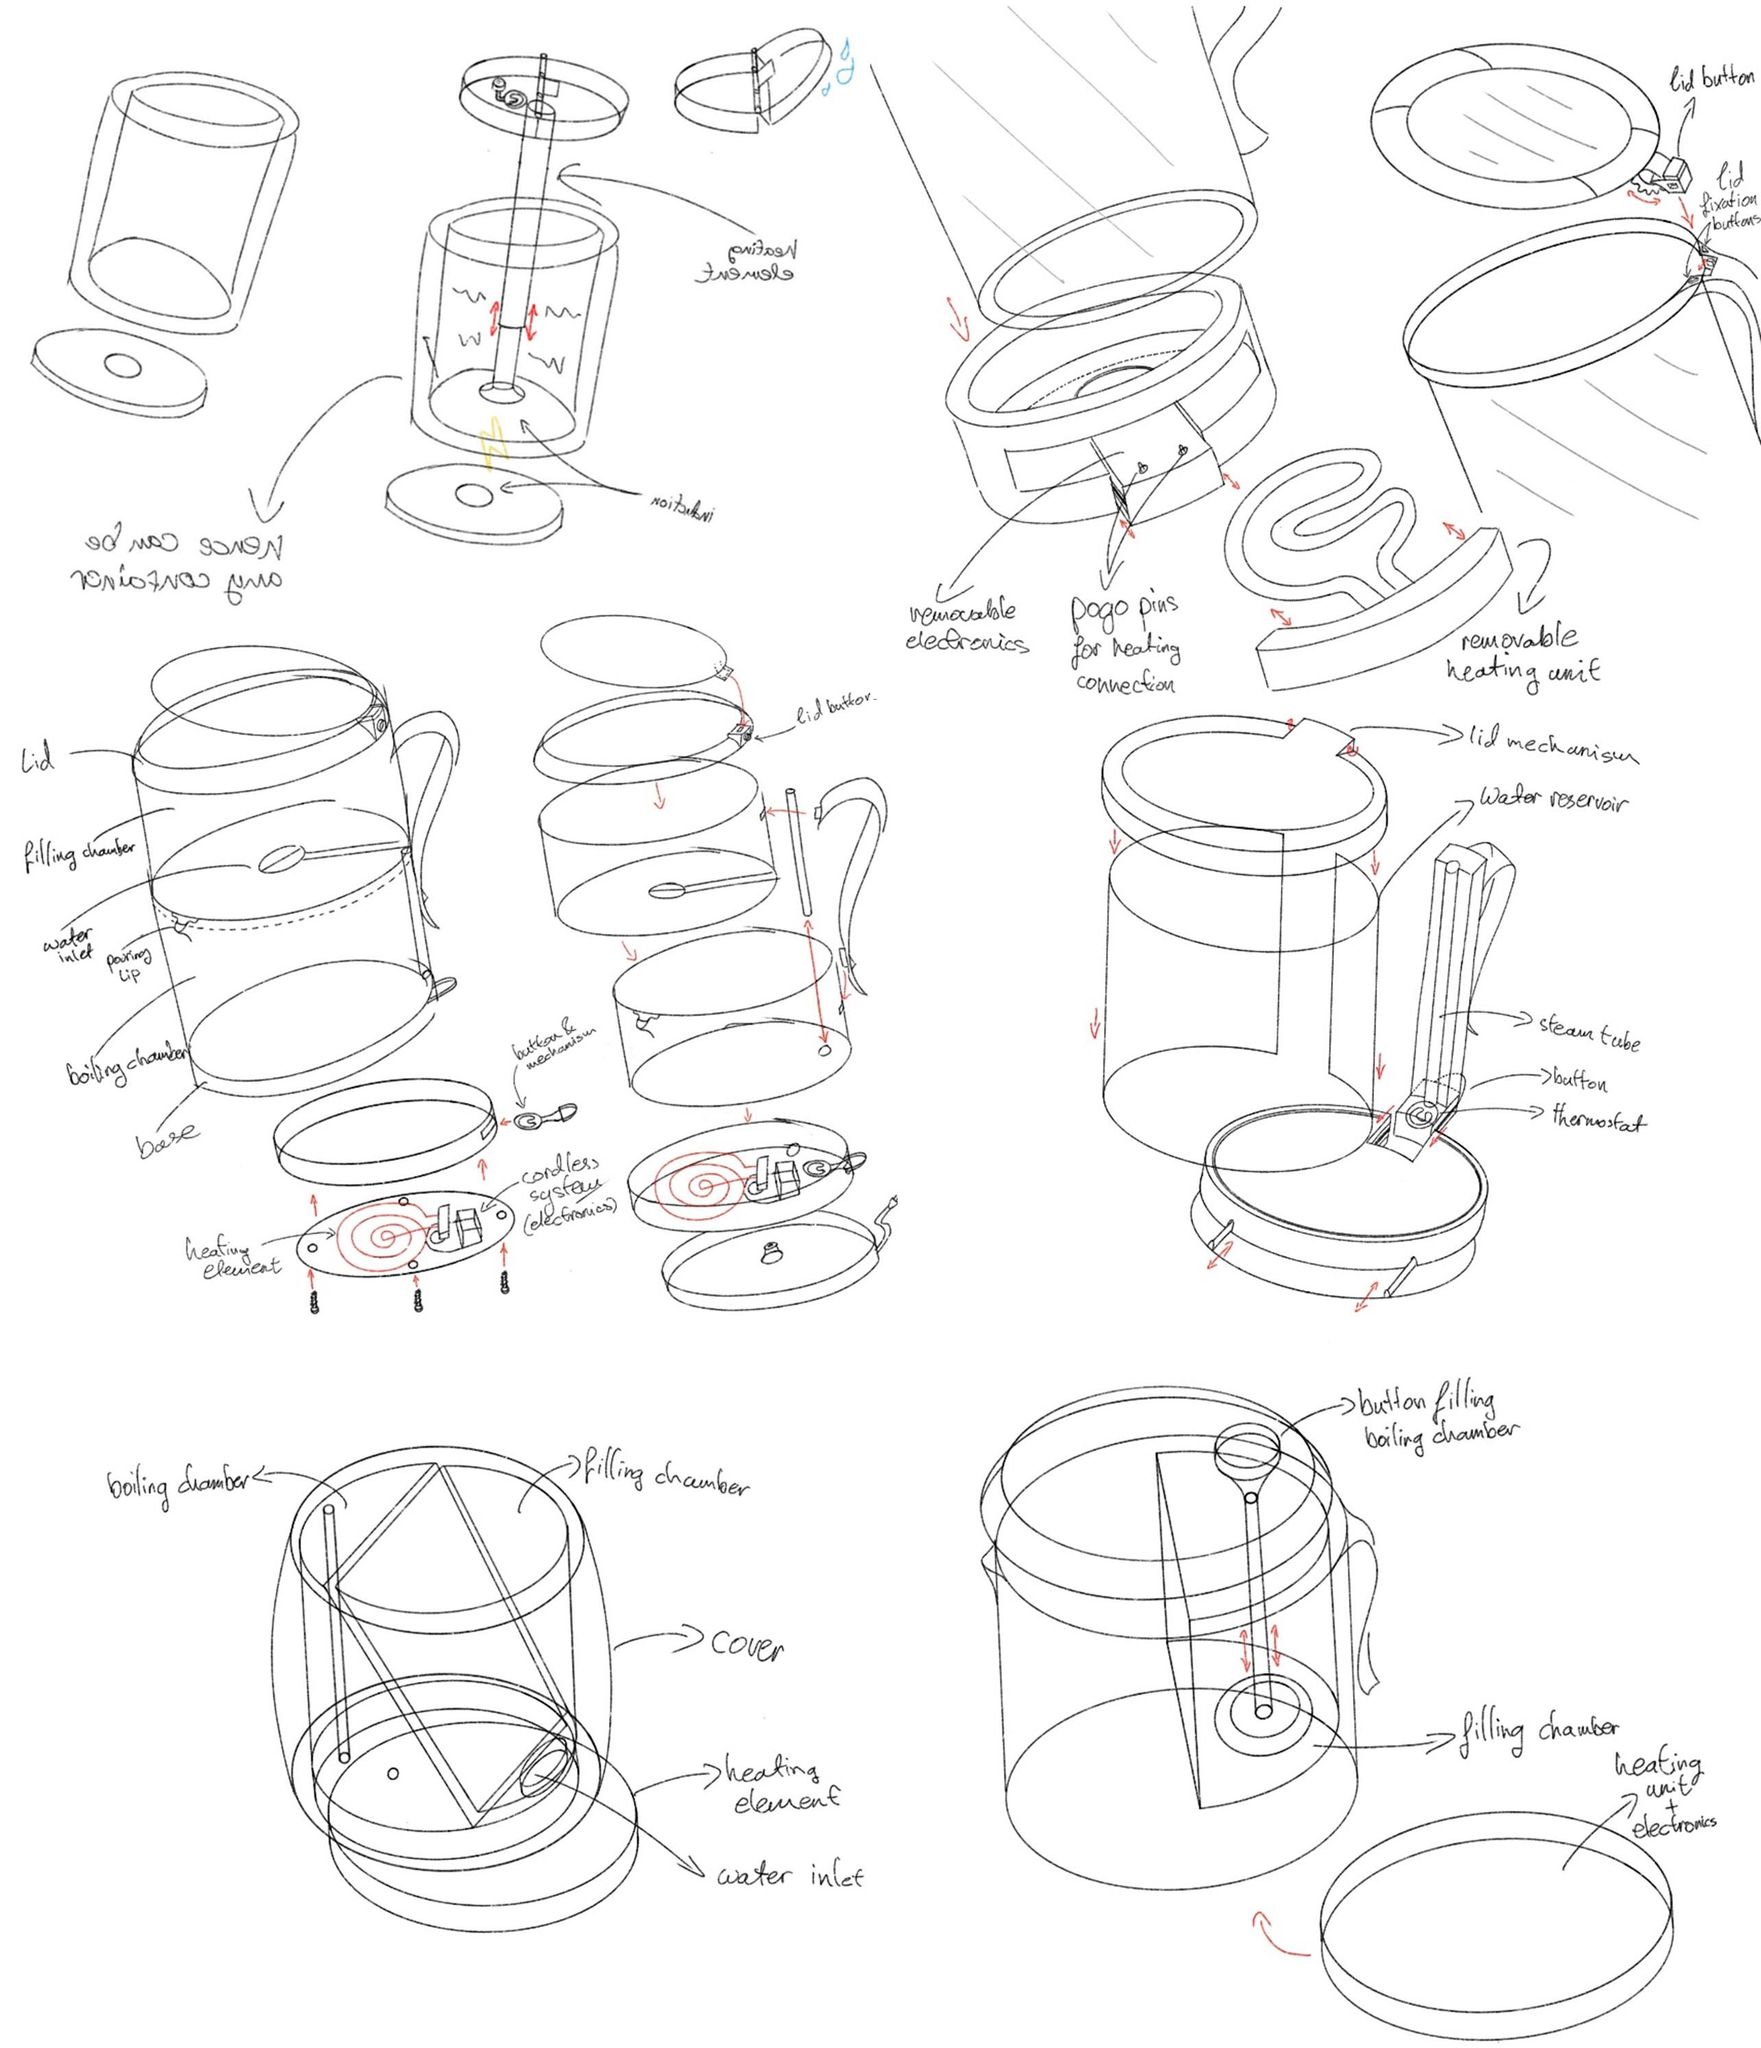 heating
element
induction
hence can be
any container
lid button
lid
fixation
buttons
removable
electronics
pogo pins
for heating
connection
removable
heating unit
lid
filling chamber
water
inlet
pouring
lip
boiling chamber
base
lid button
button &
mechanism
cordless
system
(electronics)
heating
element
lid mechanism
water reservoir
steam tube
button
thermostat
boiling chamber
filling chamber
cover
heating
element
water inlet
button filling
boiling chamber
filling chamber
heating
unit
+
electronics